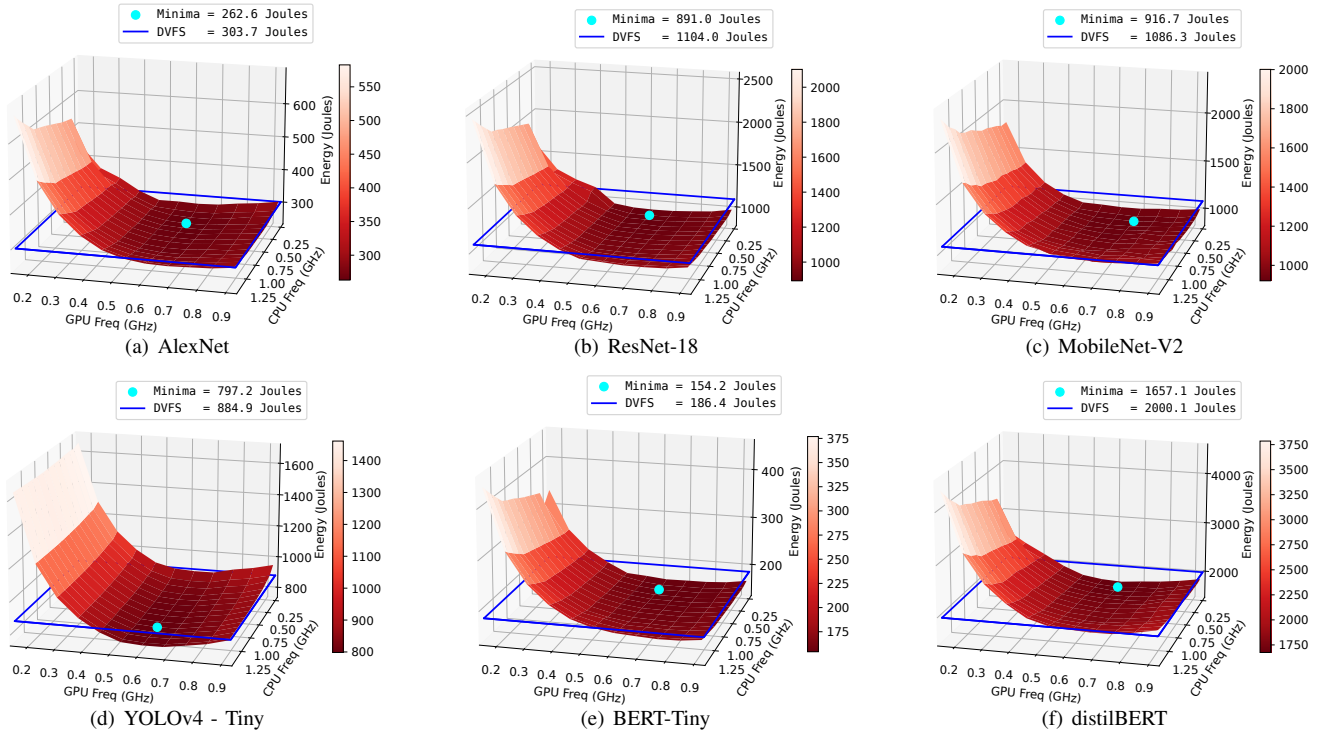 Minima = 262.6 Joules
DVFS = 303.7 Joules
600
500
400
300
Energy (Joules)
550
500
450
400
350
300
0.2 0.3 0.4 0.5 0.6 0.7 0.8 0.9
GPU Freq (GHz)
0.25
0.50
0.75
1.00
1.25
CPU Freq (GHz)
(a) AlexNet
Minima = 891.0 Joules
DVFS = 1104.0 Joules
2500
2000
1500
1000
Energy (Joules)
2000
1800
1600
1400
1200
1000
0.2 0.3 0.4 0.5 0.6 0.7 0.8 0.9
GPU Freq (GHz)
0.25
0.50
0.75
1.00
1.25
CPU Freq (GHz)
(b) ResNet-18
Minima = 916.7 Joules
DVFS = 1086.3 Joules
2000
1500
1000
Energy (Joules)
2000
1800
1600
1400
1200
1000
0.2 0.3 0.4 0.5 0.6 0.7 0.8 0.9
GPU Freq (GHz)
0.25
0.50
0.75
1.00
1.25
CPU Freq (GHz)
(c) MobileNet-V2
Minima = 797.2 Joules
DVFS = 884.9 Joules
1600
1400
1200
1000
800
Energy (Joules)
1400
1300
1200
1100
1000
900
800
0.2 0.3 0.4 0.5 0.6 0.7 0.8 0.9
GPU Freq (GHz)
0.25
0.50
0.75
1.00
1.25
CPU Freq (GHz)
(d) YOLOv4 - Tiny
Minima = 154.2 Joules
DVFS = 186.4 Joules
400
300
200
Energy (Joules)
375
350
325
300
275
250
225
200
175
0.2 0.3 0.4 0.5 0.6 0.7 0.8 0.9
GPU Freq (GHz)
0.25
0.50
0.75
1.00
1.25
CPU Freq (GHz)
(e) BERT-Tiny
Minima = 1657.1 Joules
DVFS = 2000.1 Joules
4000
3000
2000
Energy (Joules)
3750
3500
3250
3000
2750
2500
2250
2000
1750
0.2 0.3 0.4 0.5 0.6 0.7 0.8 0.9
GPU Freq (GHz)
0.25
0.50
0.75
1.00
1.25
CPU Freq (GHz)
(f) distilBERT